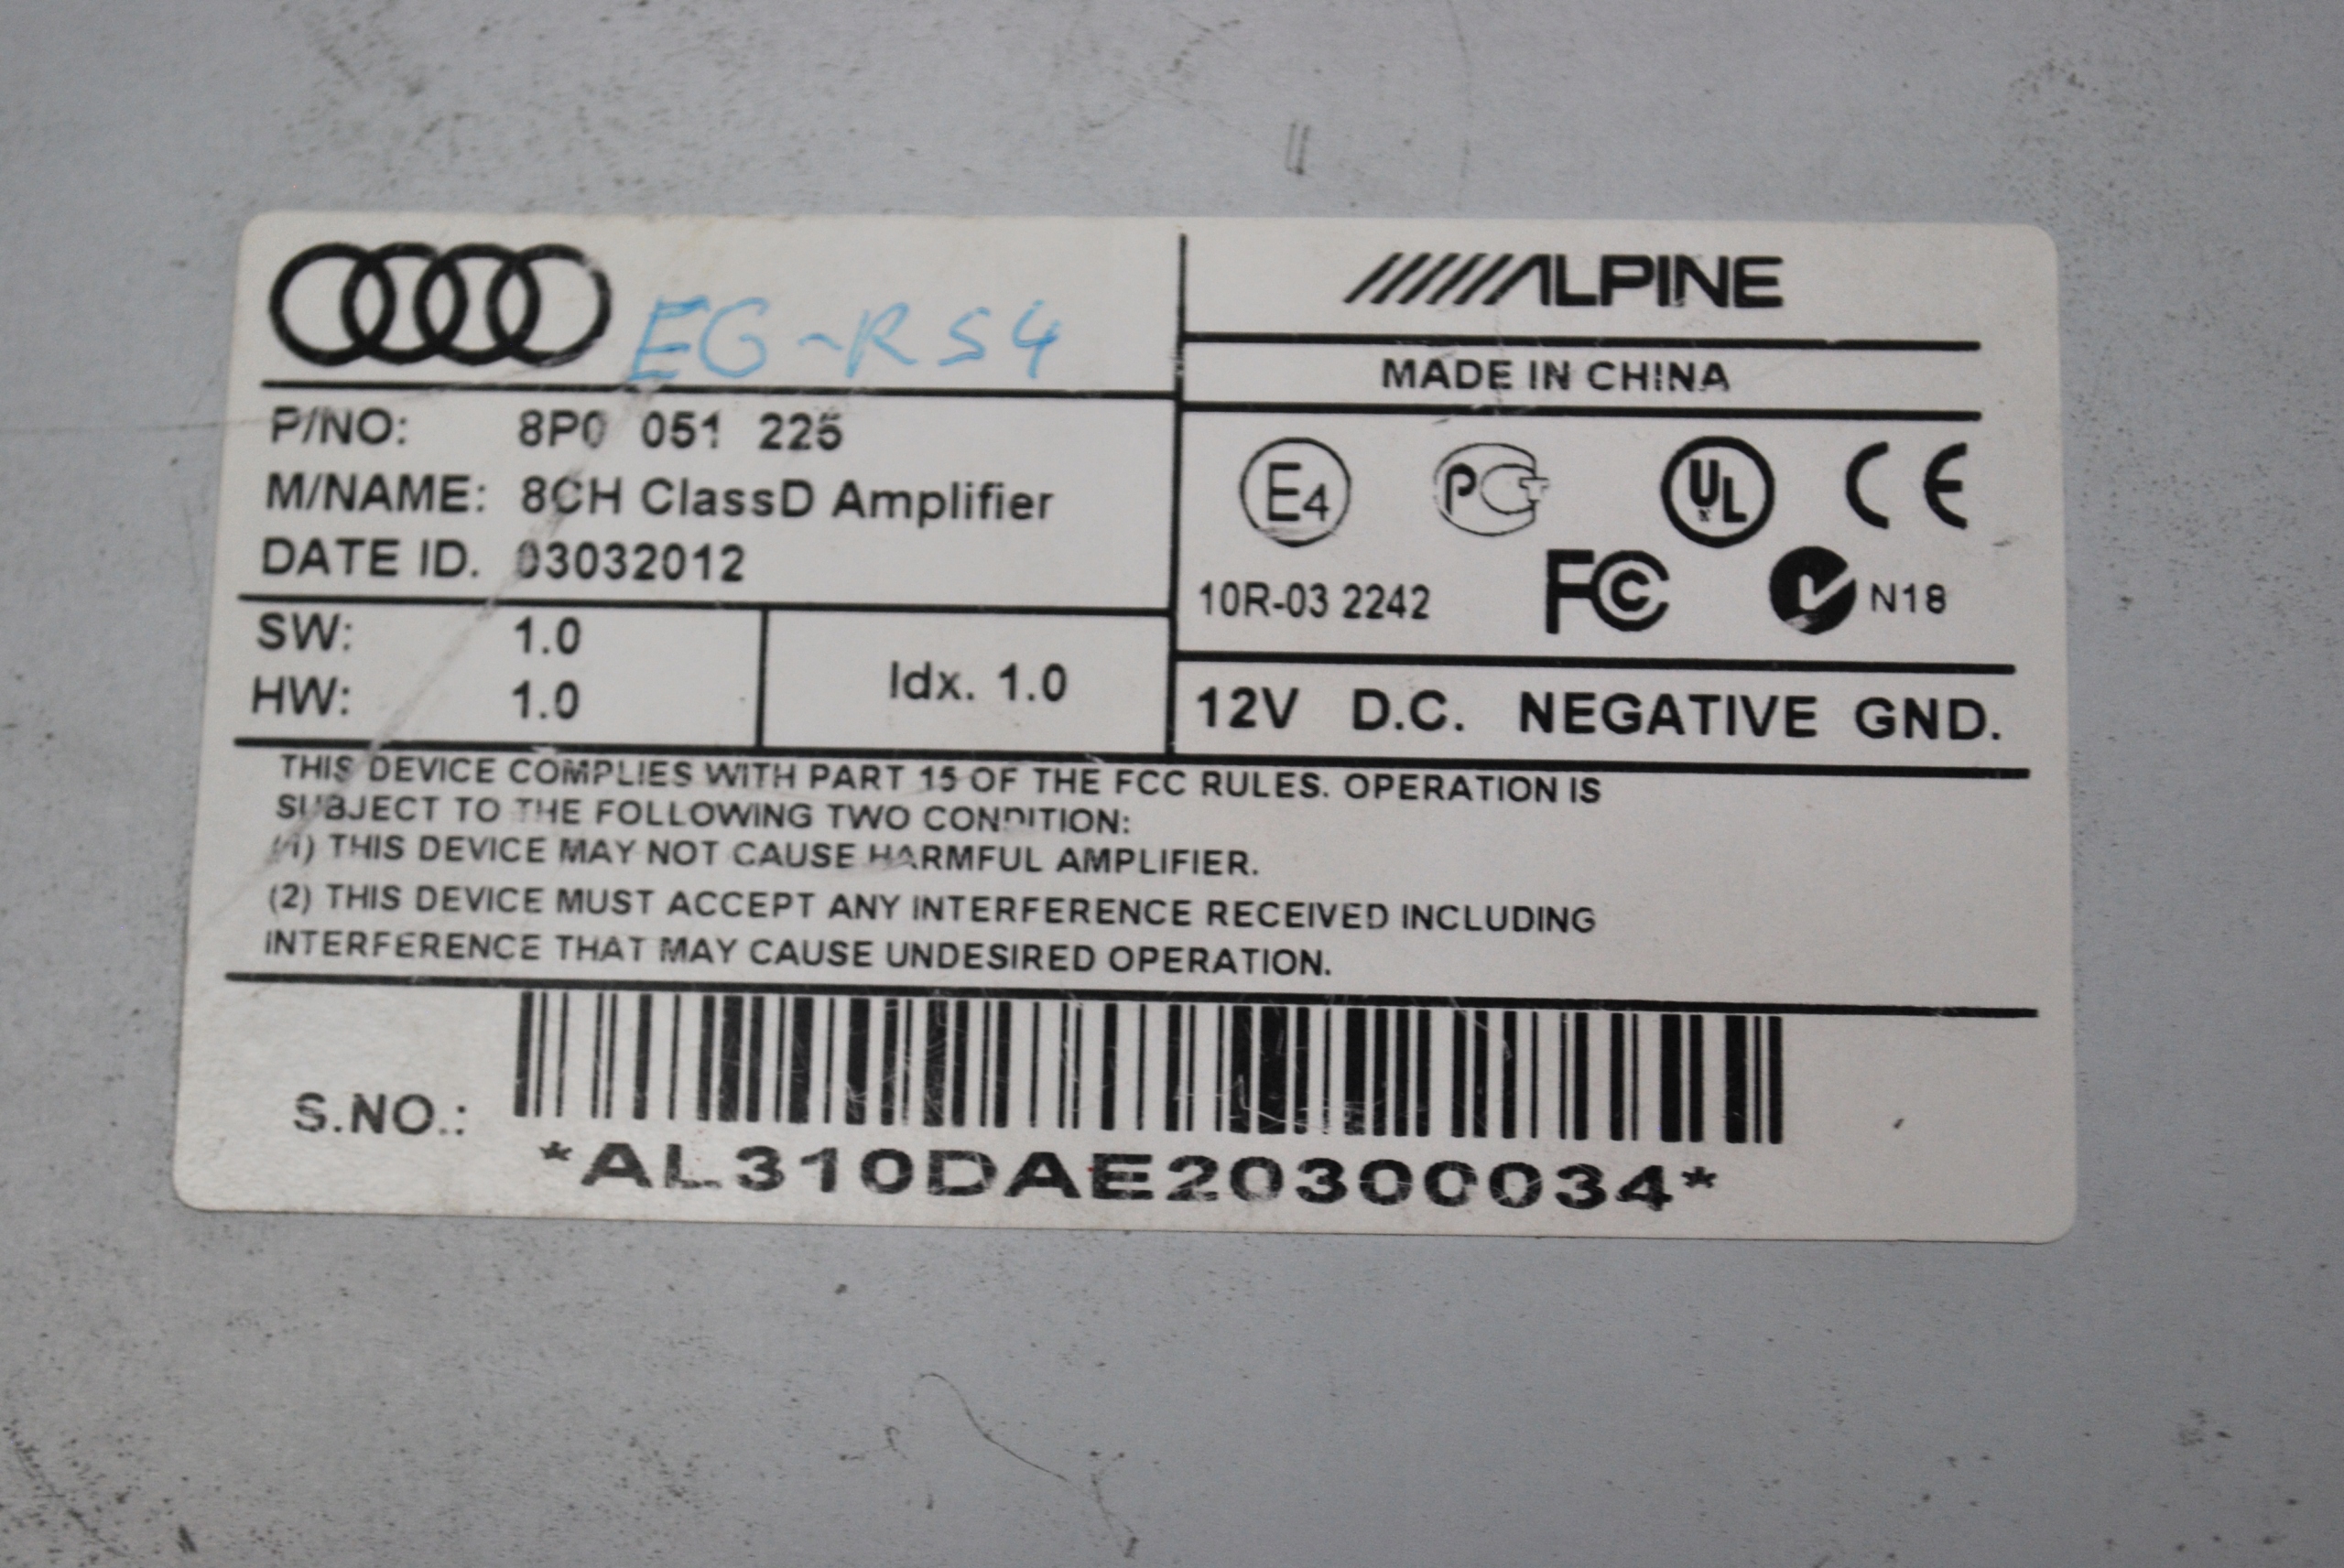 EG-RS4
P/NO: 8P0 051 225
M/NAME: 8CH ClassD Amplifier
DATE ID. 03032012
SW: 1.0
HW: 1.0
Idx. 1.0
ALPINE
MADE IN CHINA
E4 PCT UL CE
10R-03 2242 FC N18
12V D.C. NEGATIVE GND.
THIS DEVICE COMPLIES WITH PART 15 OF THE FCC RULES. OPERATION IS
SUBJECT TO THE FOLLOWING TWO CONDITION:
(1) THIS DEVICE MAY NOT CAUSE HARMFUL AMPLIFIER.
(2) THIS DEVICE MUST ACCEPT ANY INTERFERENCE RECEIVED INCLUDING
INTERFERENCE THAT MAY CAUSE UNDESIRED OPERATION.
S.NO.:
*AL310DAE20300034*